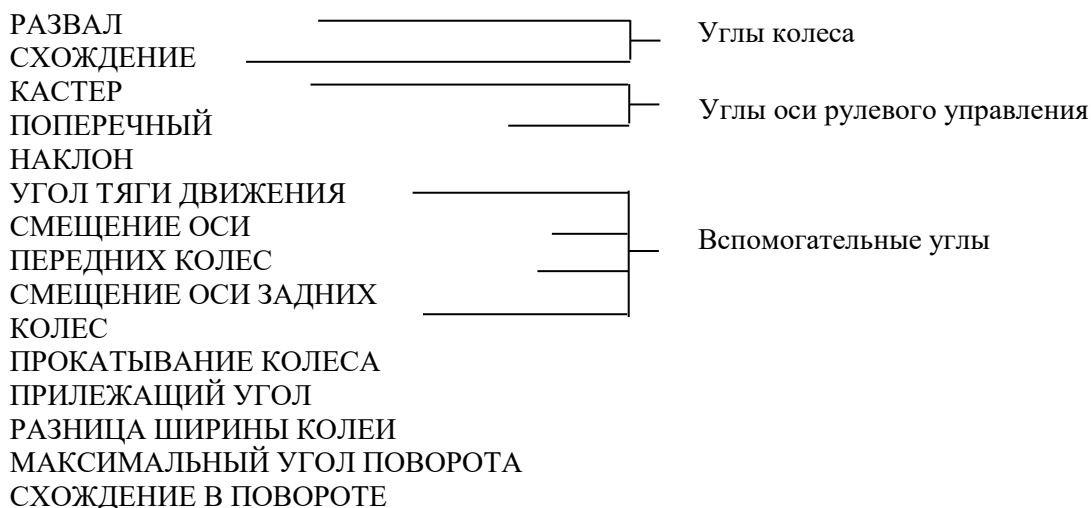 РАЗВАЛ
Углы колеса
СХОЖДЕНИЕ
КАСТЕР
Углы оси рулевого управления
ПОПЕРЕЧНЫЙ
НАКЛОН
УГОЛ ТЯГИ ДВИЖЕНИЯ
СМЕЩЕНИЕ ОСИ
Вспомогательные углы
ПЕРЕДНИХ КОЛЕС
СМЕЩЕНИЕ ОСИ ЗАДНИХ
КОЛЕС
ПРОКАТЫВАНИЕ КОЛЕСА
ПРИЛЕЖАЩИЙ УГОЛ
РАЗНИЦА ШИРИНЫ КОЛЕИ
МАКСИМАЛЬНЫЙ УГОЛ ПОВОРОТА
СХОЖДЕНИЕ В ПОВОРОТЕ